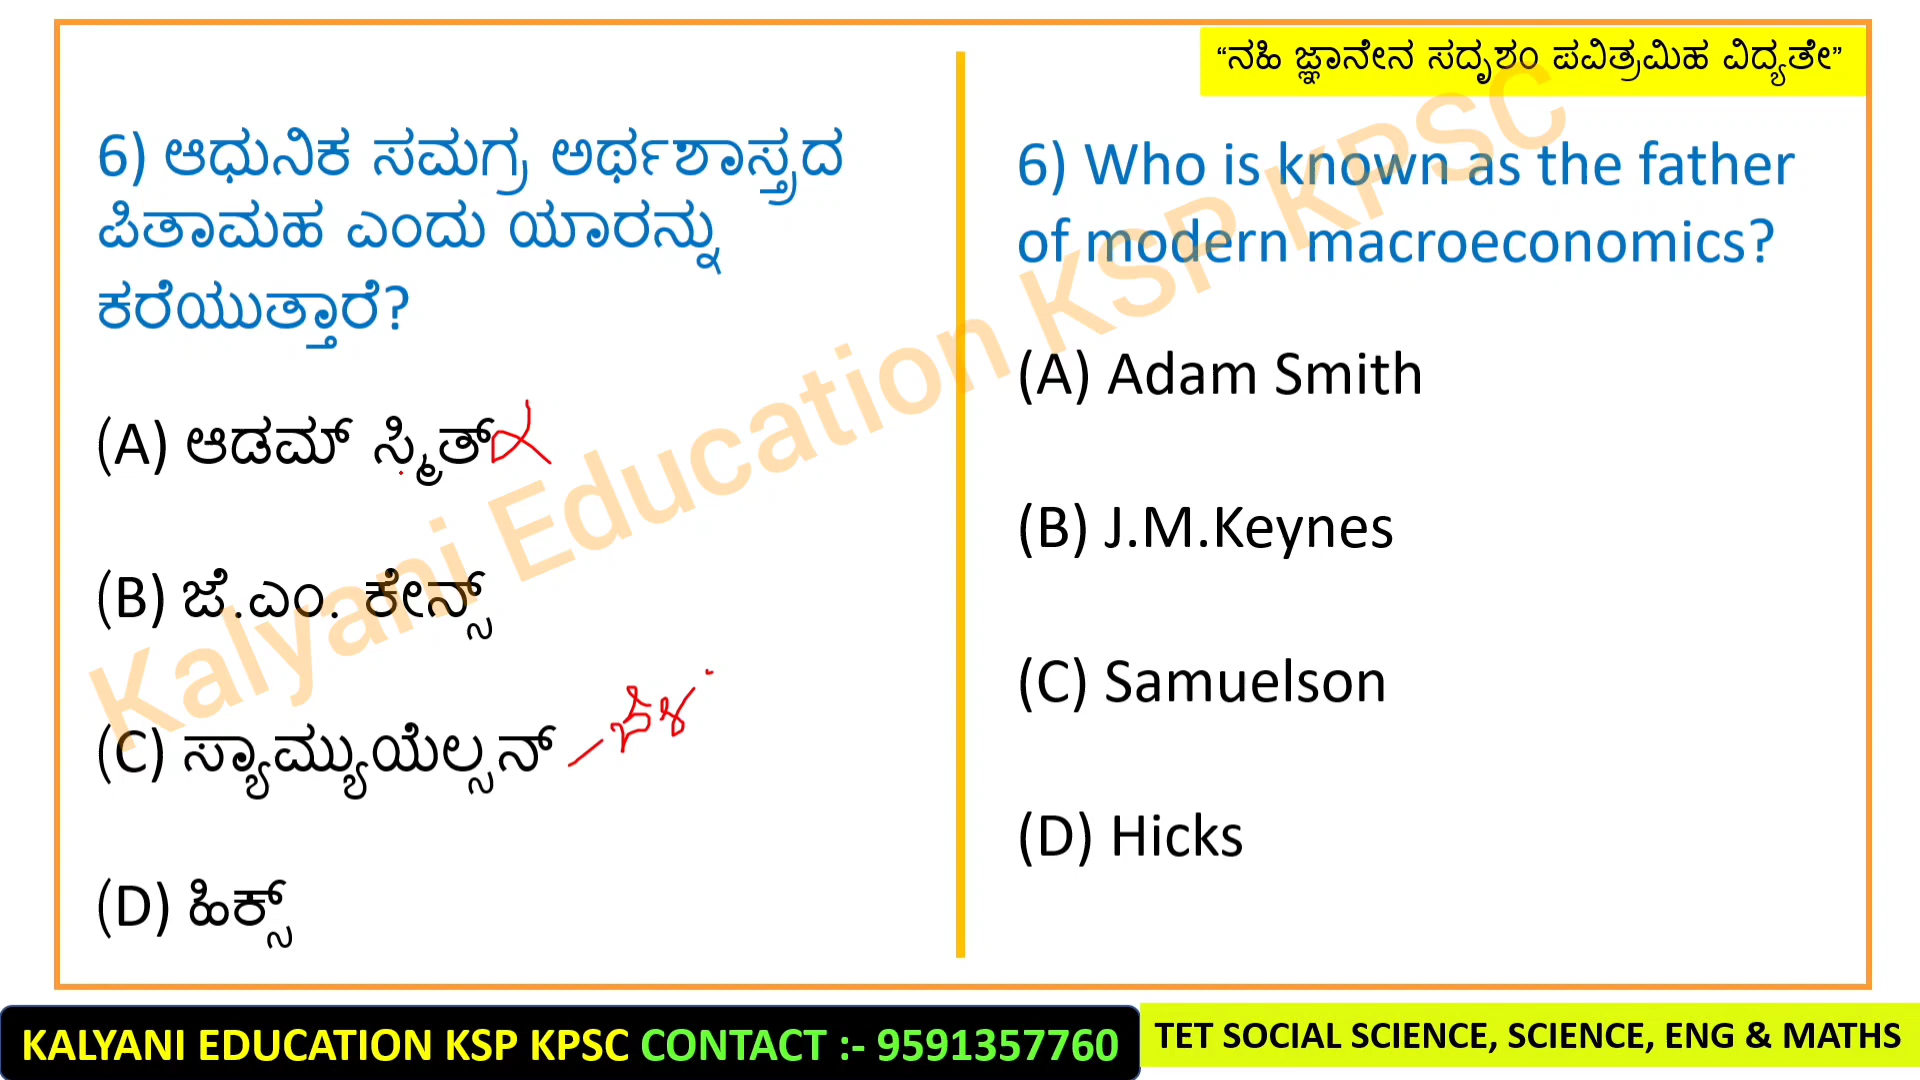 “ನಹಿ ಜ್ಞಾನೇನ ಸದೃಶಂ ಪವಿತ್ರಮಿಹ ವಿದ್ಯತೇ”
6) ಆಧುನಿಕ ಸಮಗ್ರ ಅರ್ಥಶಾಸ್ತ್ರದ
ಪಿತಾಮಹ ಎಂದು ಯಾರನ್ನು
ಕರೆಯುತ್ತಾರೆ?
(A) ಆಡಮ್ ಸ್ಮಿತ್
(B) ಜೆ.ಎಂ. ಕೇನ್ಸ್
(C) ಸ್ಯಾಮ್ಯುಯೆಲ್ಸನ್
(D) ಹಿಕ್ಸ್
6) Who is known as the father
of modern macroeconomics?
(A) Adam Smith
(B) J.M.Keynes
(C) Samuelson
(D) Hicks
Kalyani Education KSP KPSC
KALYANI EDUCATION KSP KPSC CONTACT :- 9591357760
TET SOCIAL SCIENCE, SCIENCE, ENG & MATHS